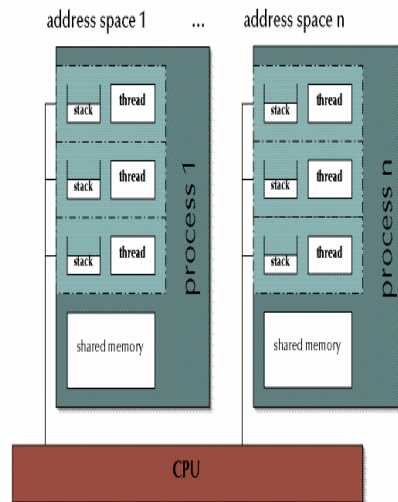 address space 1 ... address space n
stack thread
stack thread
stack thread
process 1
shared memory
stack thread
stack thread
stack thread
process n
shared memory
CPU